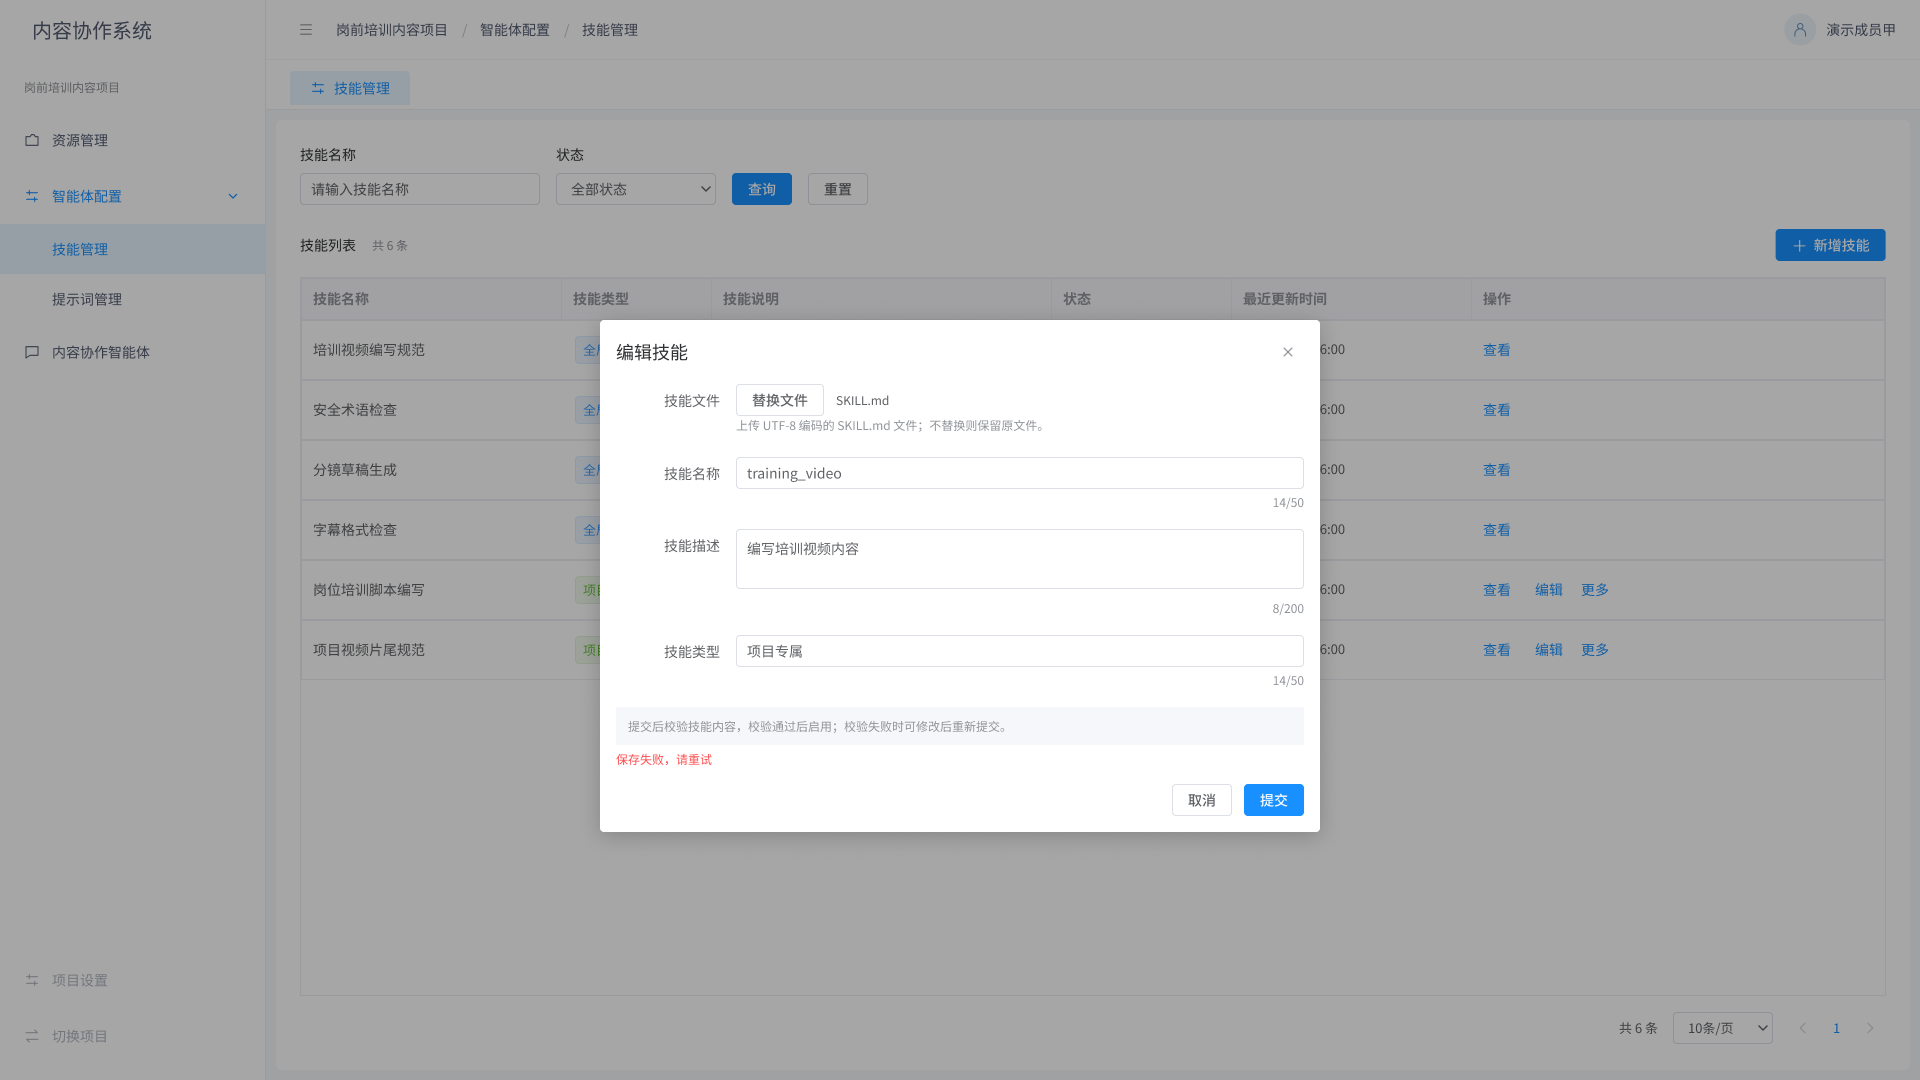 内容协作系统
岗前培训内容项目 / 智能体配置 / 技能管理
演示成员甲
岗前培训内容项目
技能管理
资源管理
智能体配置
技能管理
提示词管理
内容协作智能体
项目设置
切换项目
技能名称 状态
请输入技能名称 全部状态 查询 重置
技能列表 共 6 条 新增技能
技能名称 技能类型 技能说明 状态 最近更新时间 操作
培训视频编写规范 6:00 查看
安全术语检查 6:00 查看
分镜草稿生成 6:00 查看
字幕格式检查 6:00 查看
岗位培训脚本编写 6:00 查看 编辑 更多
项目视频片尾规范 6:00 查看 编辑 更多
编辑技能
技能文件 替换文件 SKILL.md
上传 UTF-8 编码的 SKILL.md 文件；不替换则保留原文件。
技能名称 training_video
14/50
技能描述 编写培训视频内容
8/200
技能类型 项目专属
14/50
提交后校验技能内容，校验通过后启用；校验失败时可修改后重新提交。
保存失败，请重试
取消 提交
共 6 条 10条/页 1